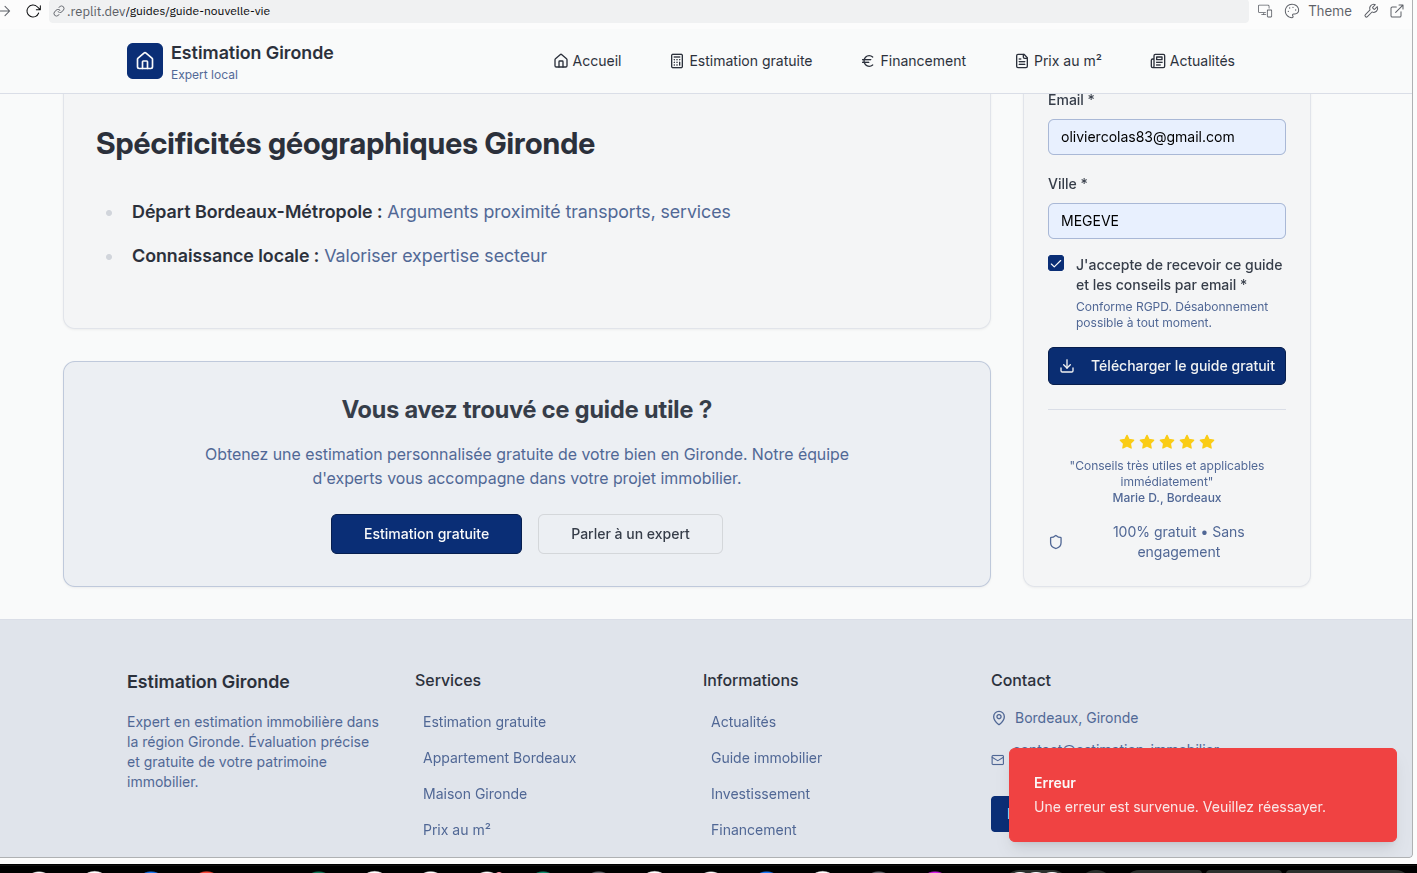 .replit.dev/guides/guide-nouvelle-vie
Theme
Estimation Gironde
Expert local
Accueil
Estimation gratuite
Financement
Prix au m²
Actualités
Spécificités géographiques Gironde
Départ Bordeaux-Métropole : Arguments proximité transports, services
Connaissance locale : Valoriser expertise secteur
Vous avez trouvé ce guide utile ?
Obtenez une estimation personnalisée gratuite de votre bien en Gironde. Notre équipe
d'experts vous accompagne dans votre projet immobilier.
Estimation gratuite
Parler à un expert
Email *
oliviercolas83@gmail.com
Ville *
MEGEVE
J'accepte de recevoir ce guide
et les conseils par email *
Conforme RGPD. Désabonnement
possible à tout moment.
Télécharger le guide gratuit
"Conseils très utiles et applicables
immédiatement"
Marie D., Bordeaux
100% gratuit • Sans
engagement
Estimation Gironde
Expert en estimation immobilière dans
la région Gironde. Évaluation précise
et gratuite de votre patrimoine
immobilier.
Services
Estimation gratuite
Appartement Bordeaux
Maison Gironde
Prix au m²
Informations
Actualités
Guide immobilier
Investissement
Financement
Contact
Bordeaux, Gironde
Erreur
Une erreur est survenue. Veuillez réessayer.